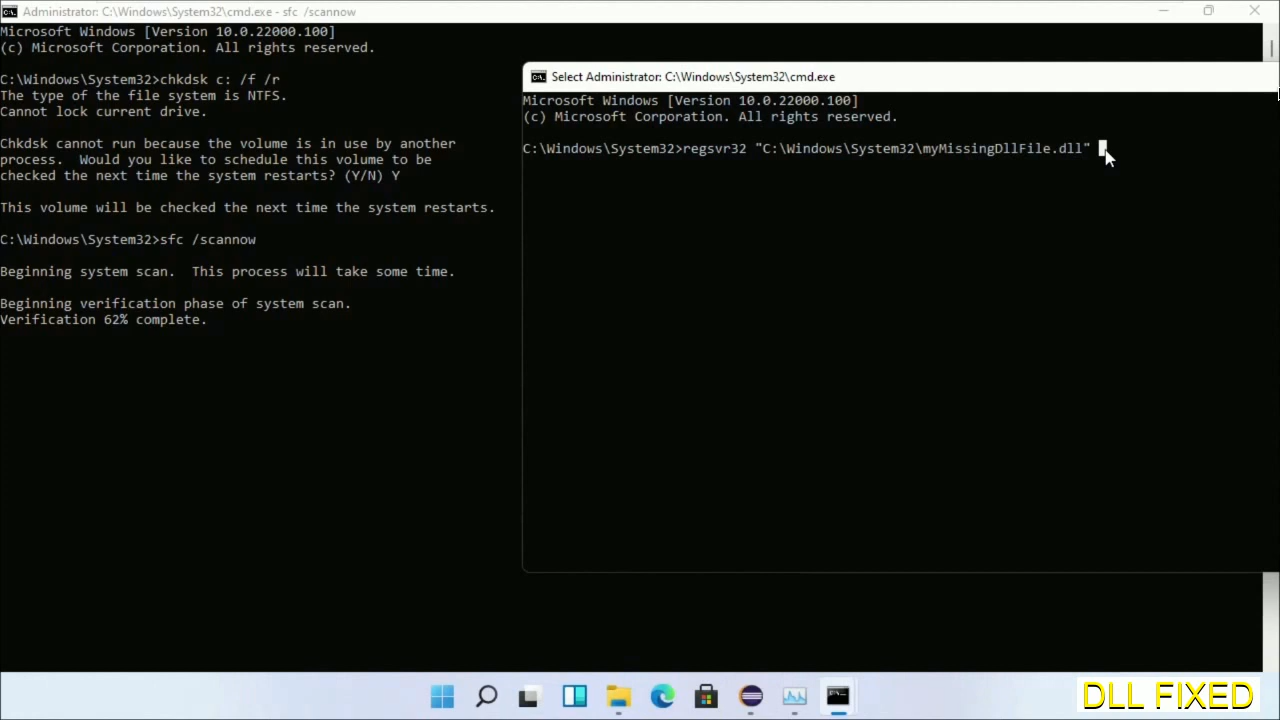 Administrator: C:\Windows\System32\cmd.exe - sfc /scannow
Microsoft Windows [Version 10.0.22000.100]
(c) Microsoft Corporation. All rights reserved.
C:\Windows\System32>chkdsk c: /f /r
The type of the file system is NTFS.
Cannot lock current drive.
Chkdsk cannot run because the volume is in use by another
process.  Would you like to schedule this volume to be
checked the next time the system restarts? (Y/N) Y
This volume will be checked the next time the system restarts.
C:\Windows\System32>sfc /scannow
Beginning system scan.  This process will take some time.
Beginning verification phase of system scan.
Verification 62% complete.
Select Administrator: C:\Windows\System32\cmd.exe
Microsoft Windows [Version 10.0.22000.100]
(c) Microsoft Corporation. All rights reserved.
C:\Windows\System32>regsvr32 "C:\Windows\System32\myMissingDllFile.dll"
DLL FIXED